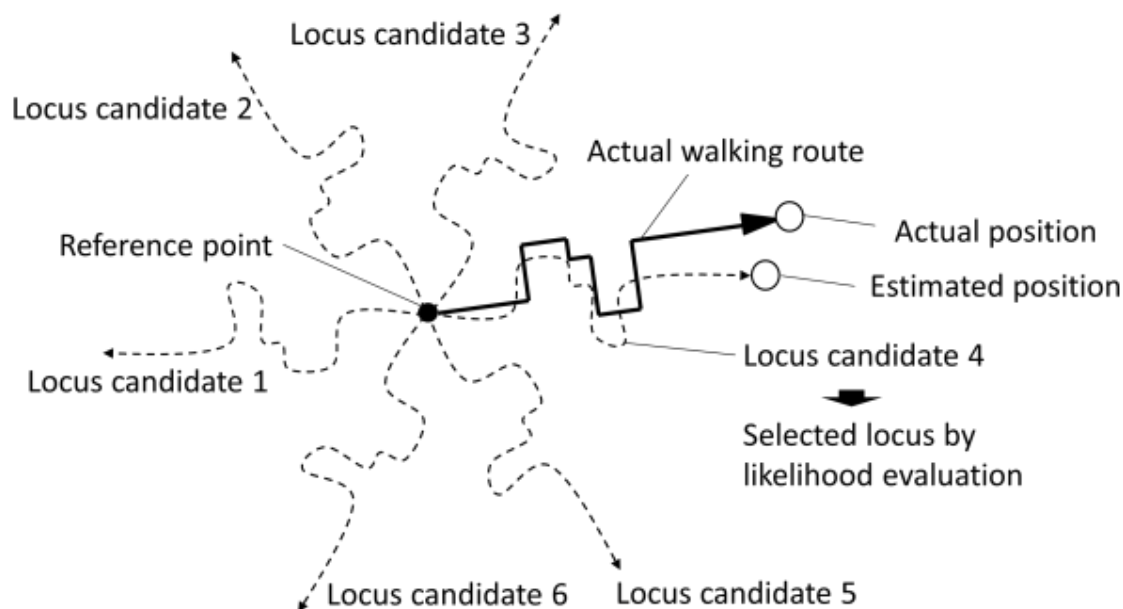 Locus candidate 3
Locus candidate 2
Actual walking route
Reference point
Actual position
Estimated position
Locus candidate 1
Locus candidate 4
Selected locus by
likelihood evaluation
Locus candidate 6
Locus candidate 5